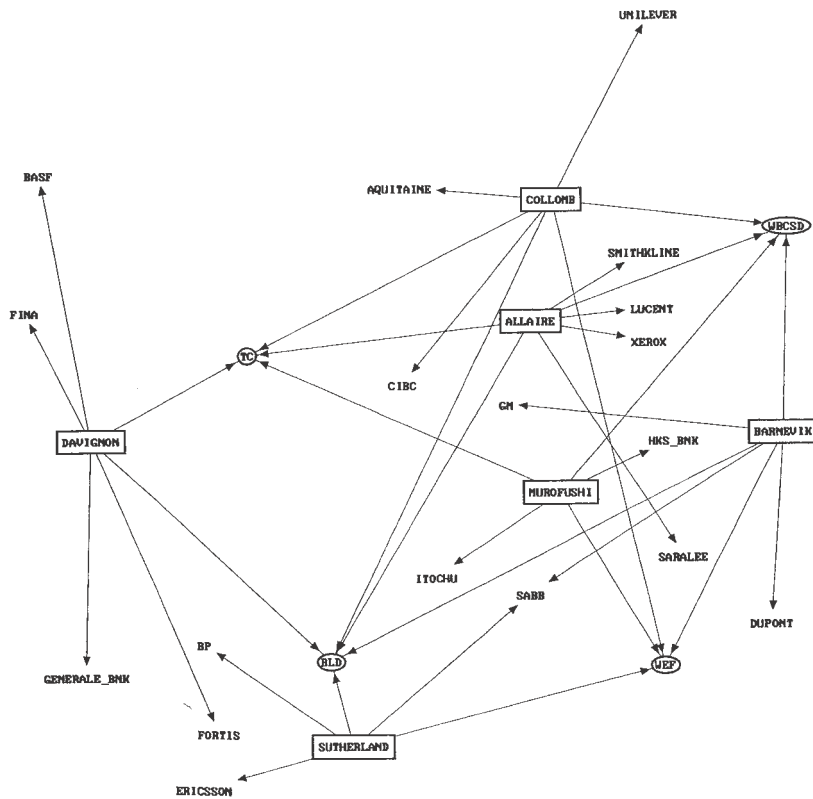 UNILEVER
BASF
AQUITAINE
COLLOMB
WBCSD
SMITHKLINE
FINA
LUCENT
ALLAIRE
XEROX
TC
CIBC
GM
DAVIGNON
BARNEVIK
HKS_BNK
MUROFUSHI
SARALEE
ITOCHU
SABB
DUPONT
BP
BLD
WEF
GENERALE_BNK
FORTIS
SUTHERLAND
ERICSSON